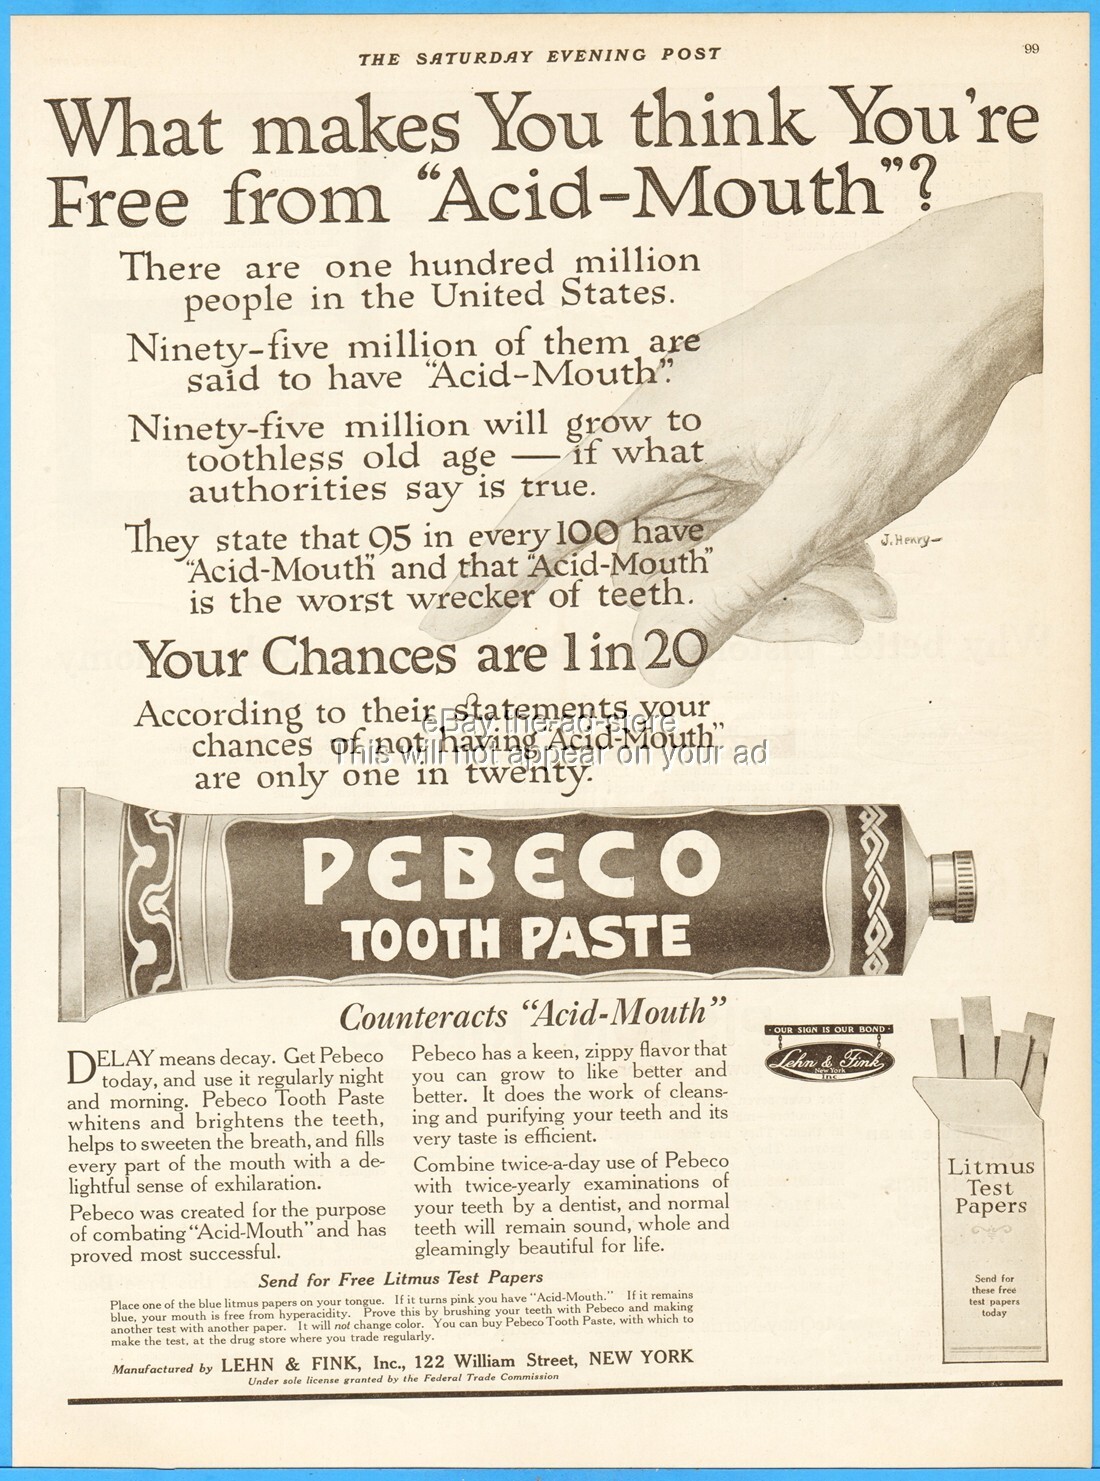 THE SATURDAY EVENING POST
99
What makes You think You're
Free from "Acid-Mouth"?
There are one hundred million
people in the United States.
Ninety-five million of them are
said to have "Acid-Mouth".
Ninety-five million will grow to
toothless old age — if what
authorities say is true.
They state that 95 in every 100 have
"Acid-Mouth" and that "Acid-Mouth"
is the worst wrecker of teeth.
J. Henry—
Your Chances are 1 in 20
According to their statements your
chances of not having "Acid-Mouth"
are only one in twenty.
eBay the-ad-store
This will not appear on your ad
PEBECO
TOOTH PASTE
Counteracts "Acid-Mouth"
DELAY means decay. Get Pebeco
today, and use it regularly night
and morning. Pebeco Tooth Paste
whitens and brightens the teeth,
helps to sweeten the breath, and fills
every part of the mouth with a de-
lightful sense of exhilaration.
Pebeco was created for the purpose
of combating "Acid-Mouth" and has
proved most successful.
Pebeco has a keen, zippy flavor that
you can grow to like better and
better. It does the work of cleans-
ing and purifying your teeth and its
very taste is efficient.
Combine twice-a-day use of Pebeco
with twice-yearly examinations of
your teeth by a dentist, and normal
teeth will remain sound, whole and
gleamingly beautiful for life.
· OUR SIGN IS OUR BOND ·
Lehn & Fink
New York
Inc
Litmus
Test
Papers
Send for
these free
test papers
today
Send for Free Litmus Test Papers
Place one of the blue litmus papers on your tongue. If it turns pink you have "Acid-Mouth." If it remains
blue, your mouth is free from hyperacidity. Prove this by brushing your teeth with Pebeco and making
another test with another paper. It will not change color. You can buy Pebeco Tooth Paste, with which to
make the test, at the drug store where you trade regularly.
Manufactured by LEHN & FINK, Inc., 122 William Street, NEW YORK
Under sole license granted by the Federal Trade Commission